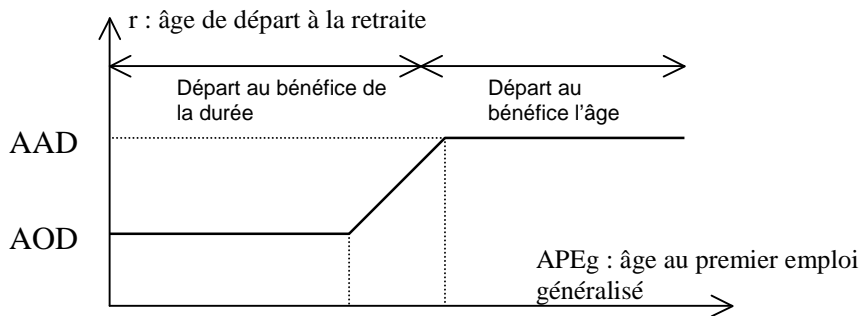 r : âge de départ à la retraite
Départ au bénéfice de
la durée
Départ au
bénéfice l'âge
AAD
AOD
APEg : âge au premier emploi
généralisé